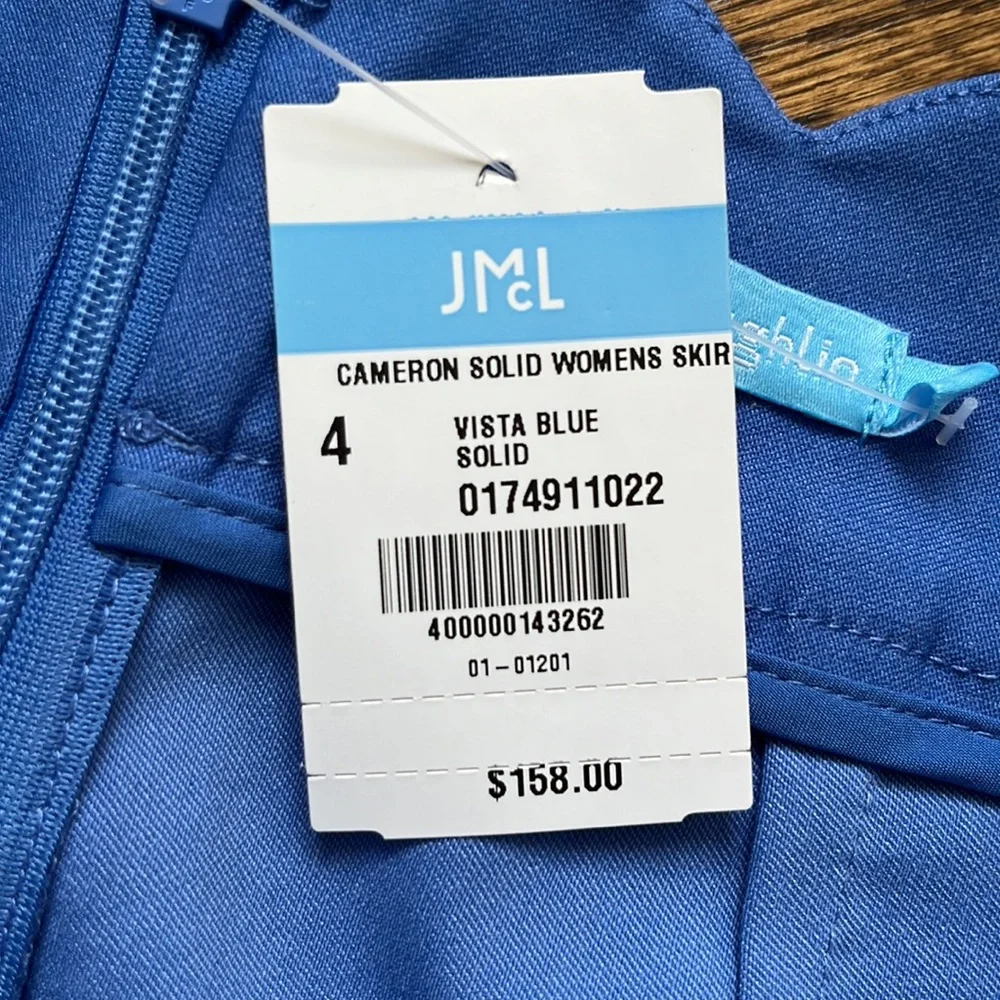 JMcL
CAMERON SOLID WOMENS SKIR
4 VISTA BLUE
SOLID
0174911022
400000143262
01-01201
$158.00